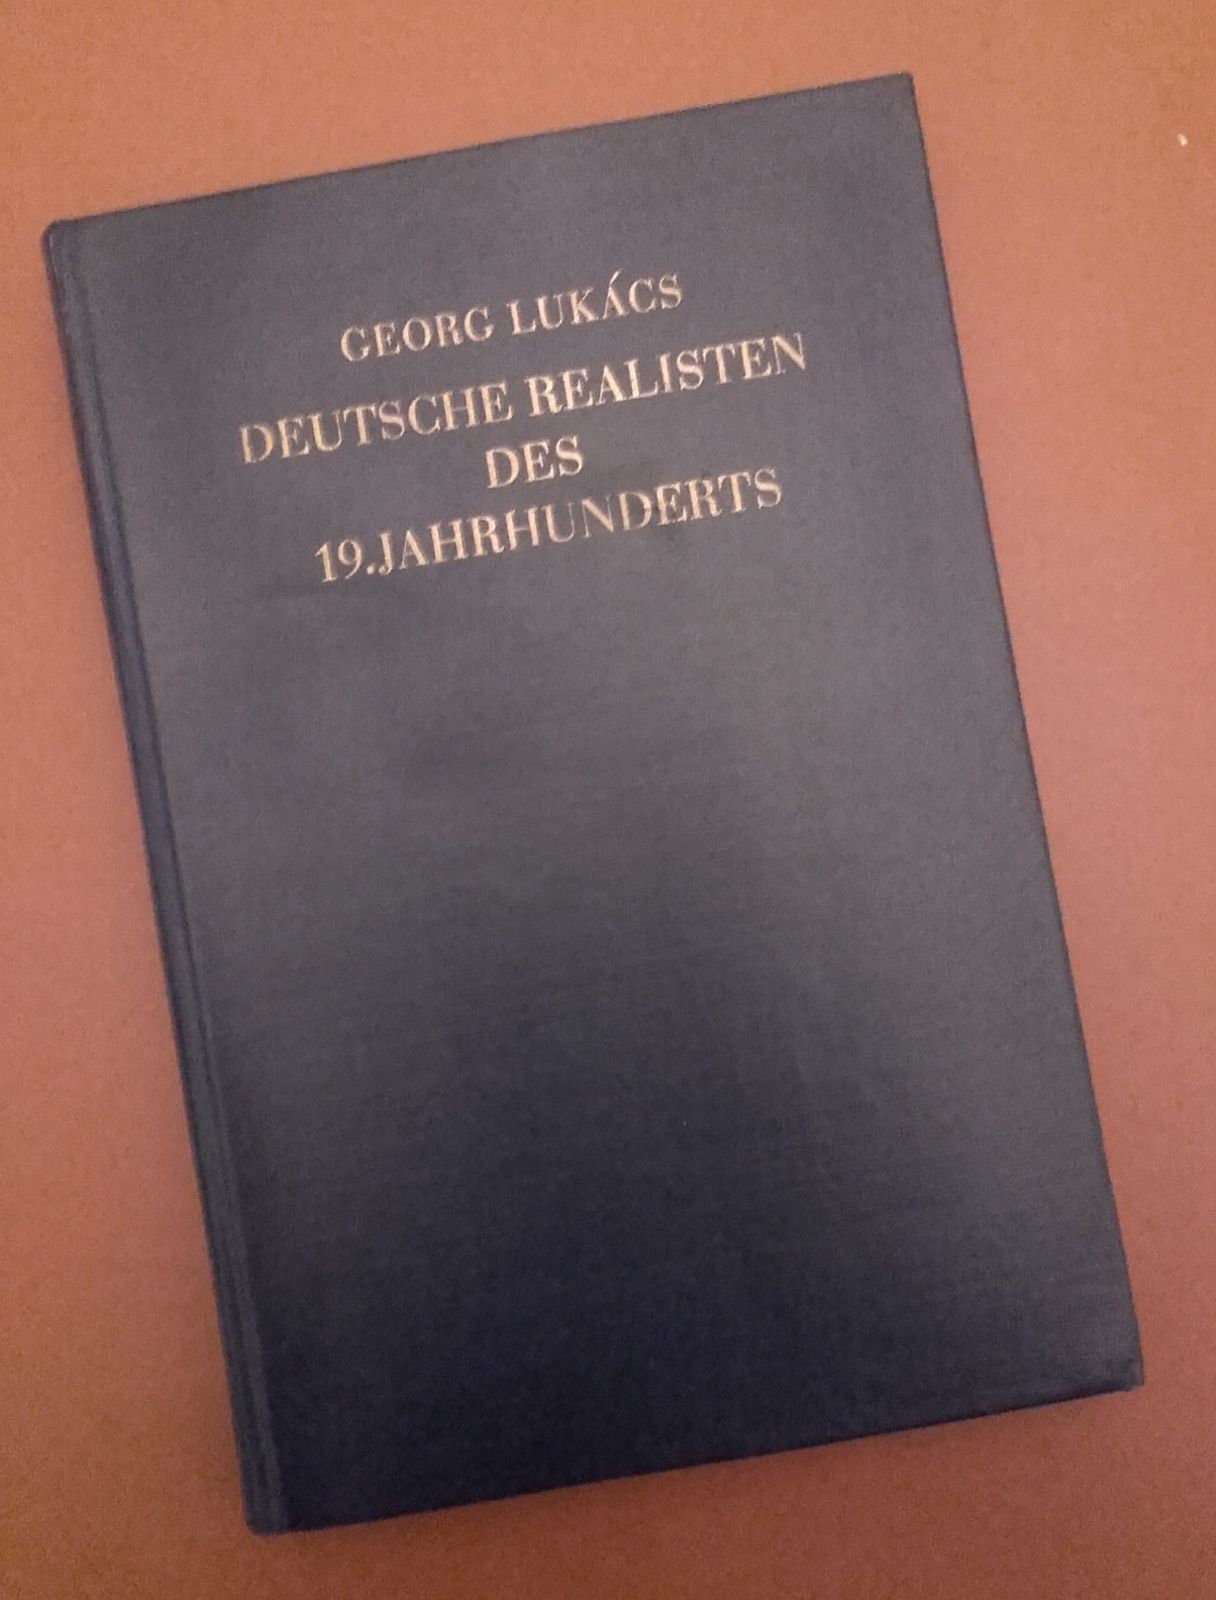 GEORG LUKÁCS
DEUTSCHE REALISTEN
DES
19. JAHRHUNDERTS